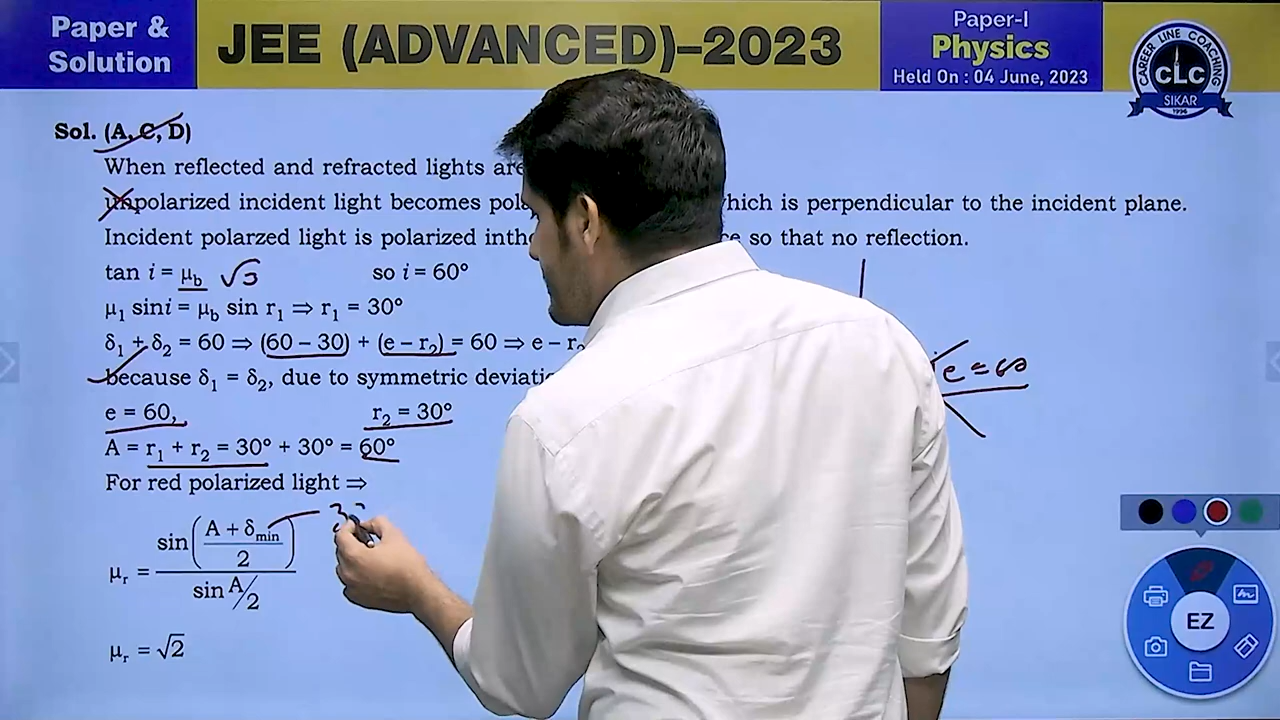 Paper &
Solution
JEE (ADVANCED)–2023
Paper-I
Physics
Held On : 04 June, 2023
CAREER LINE COACHING
CLC
SIKAR
1996
Sol. (A, C, D)
When reflected and refracted lights are
unpolarized incident light becomes pol which is perpendicular to the incident plane.
Incident polarzed light is polarized inth so that no reflection.
tan i = μb √3 so i = 60°
μ1 sini = μb sin r1 ⇒ r1 = 30°
δ1 + δ2 = 60 ⇒ (60 – 30) + (e – r2) = 60 ⇒ e – r2
because δ1 = δ2, due to symmetric deviati
e = 60
e = 60, r2 = 30°
A = r1 + r2 = 30° + 30° = 60°
For red polarized light ⇒
μr = sin((A + δmin)/2) / sin A/2
μr = √2
EZ